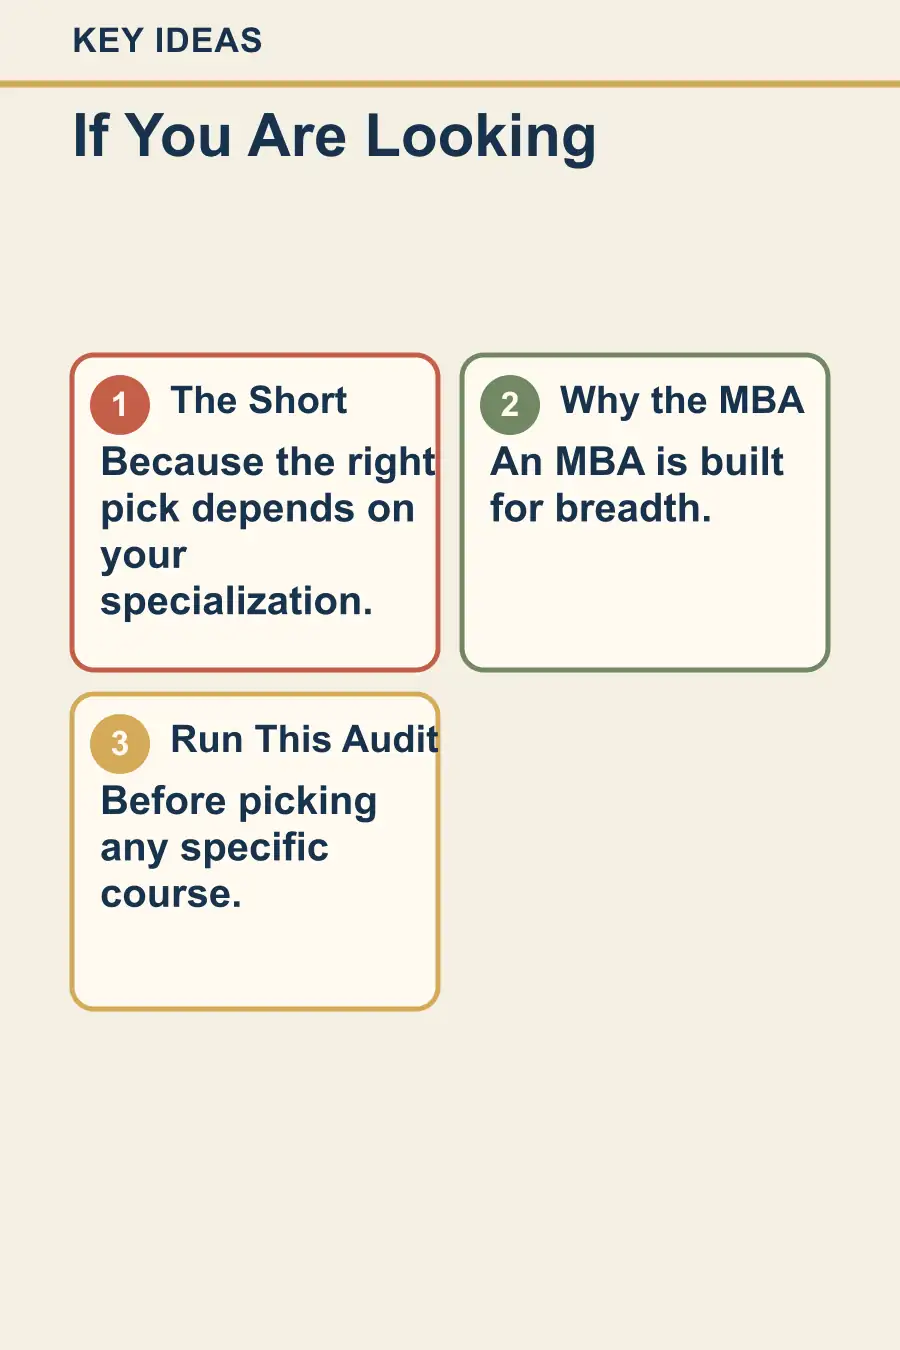 KEY IDEAS
If You Are Looking
1
The Short
Because the right
pick depends on
your
specialization.
2
Why the MBA
An MBA is built
for breadth.
3
Run This Audit
Before picking
any specific
course.